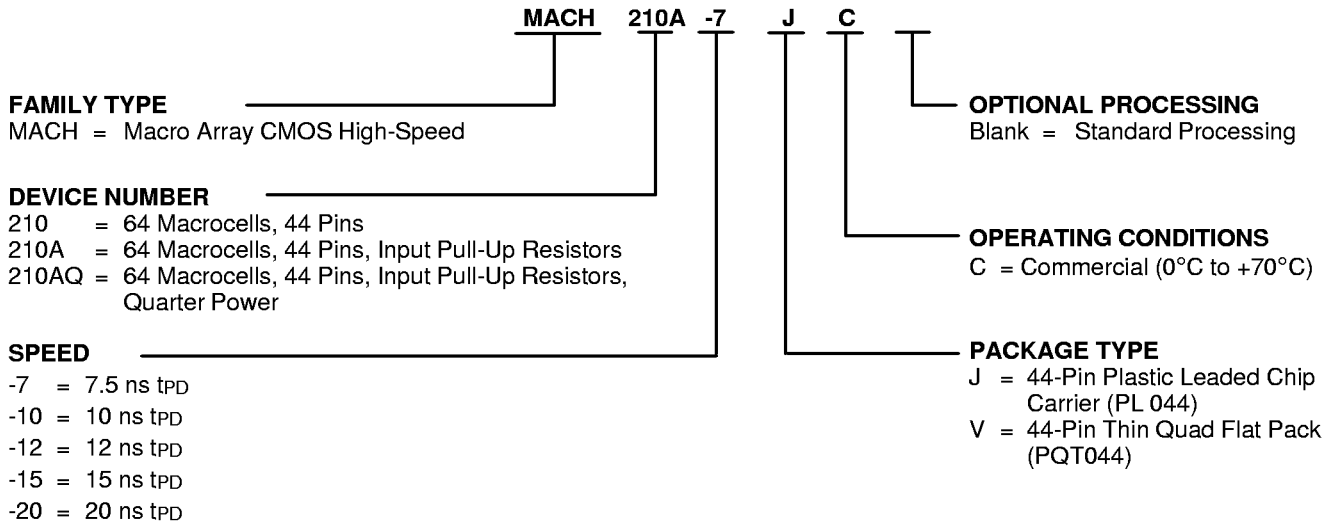 MACH 210A -7 J C
FAMILY TYPE
MACH = Macro Array CMOS High-Speed
DEVICE NUMBER
210 = 64 Macrocells, 44 Pins
210A = 64 Macrocells, 44 Pins, Input Pull-Up Resistors
210AQ = 64 Macrocells, 44 Pins, Input Pull-Up Resistors,
Quarter Power
SPEED
-7 = 7.5 ns tPD
-10 = 10 ns tPD
-12 = 12 ns tPD
-15 = 15 ns tPD
-20 = 20 ns tPD
OPTIONAL PROCESSING
Blank = Standard Processing
OPERATING CONDITIONS
C = Commercial (0°C to +70°C)
PACKAGE TYPE
J = 44-Pin Plastic Leaded Chip
Carrier (PL 044)
V = 44-Pin Thin Quad Flat Pack
(PQT044)